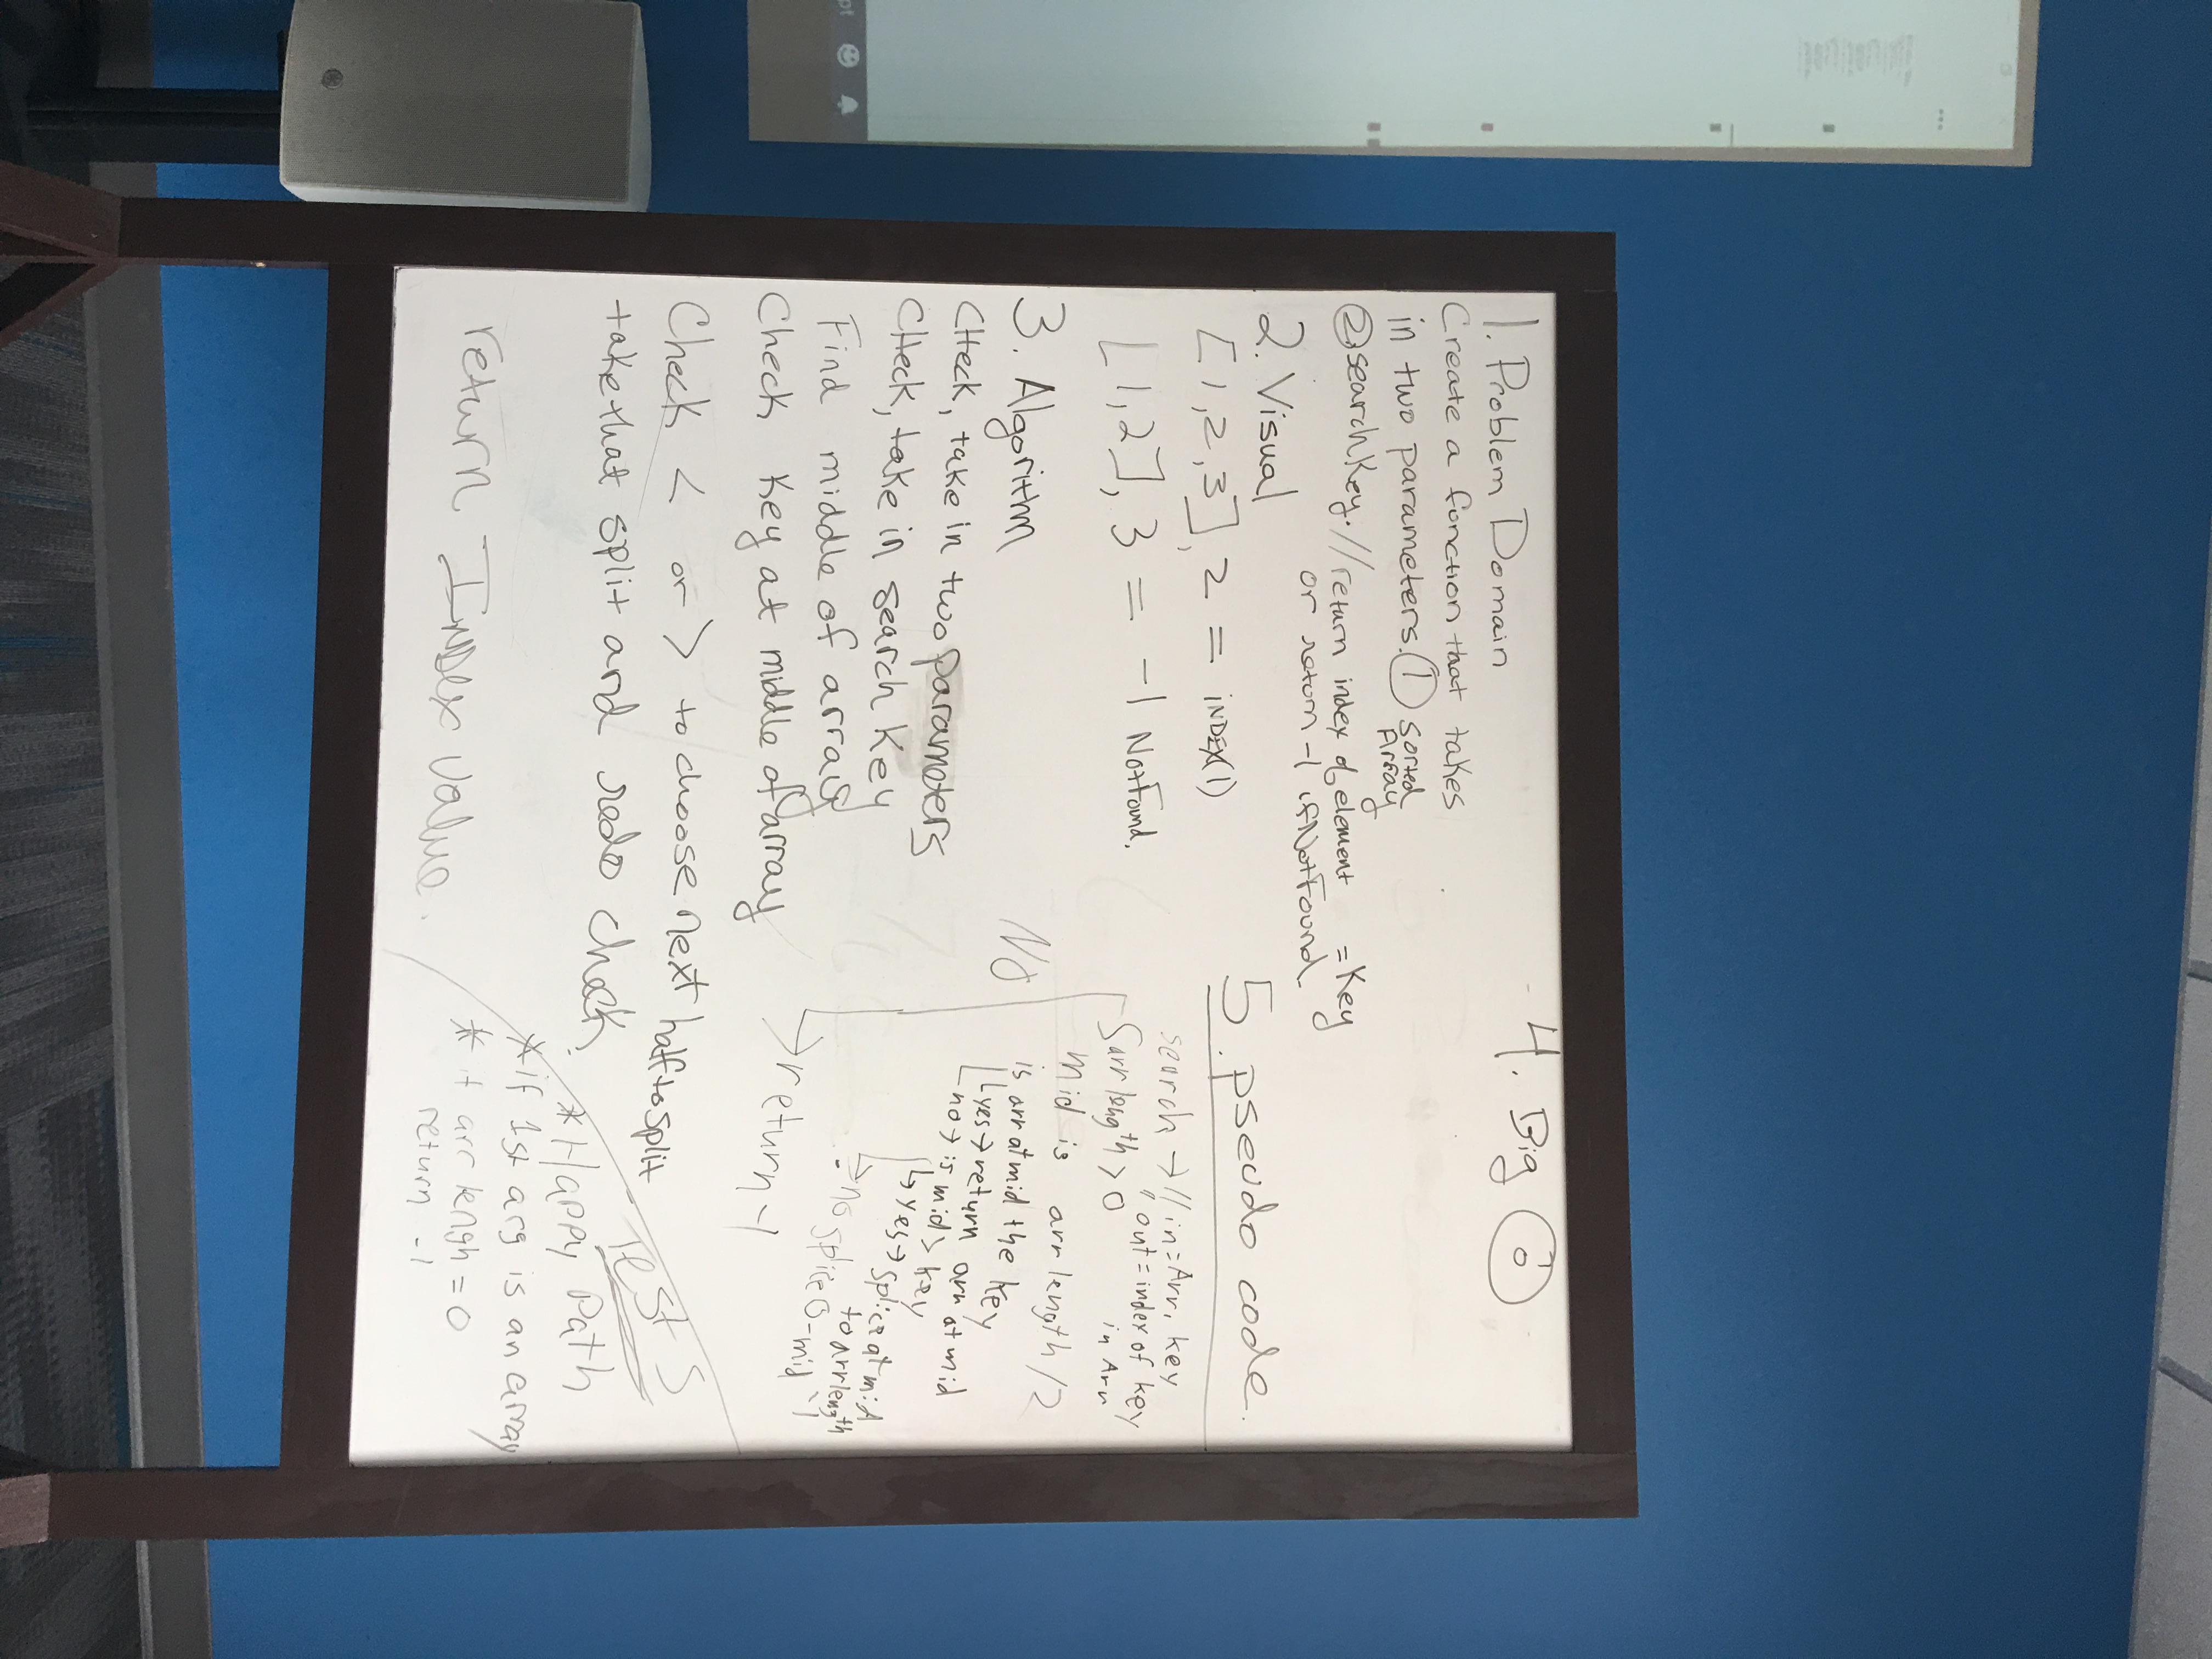 1. Problem Domain
Create a function that takes
in two parameters. ① sorted
Array
② searchKey. // return index of element = Key
or return -1 if Not Found.
2. Visual
[1,2,3], 2 = INDEX(1)
[1,2], 3 = -1 Not Found.
3. Algorithm
CHeck, take in two parameters
CHeck, take in search Key
Find middle of array
Check Key at middle of array
Check < or > to choose next half to split
take that split and redo check.
return INDex Value.
4. Big O
5. pseudo code.
search → // in = Arr, key
// out = index of key
in Arr
arr length > 0
mid is arr length / 2
is arr at mid the key
↳ yes → return arr at mid
no → is mid > key
↳ yes → splice at mid
to arr length
↳ no splice 0 - mid - 1
No
↳ return -1
Tests
* Happy Path
* if 1st arg is an array
* if arr length = 0
return -1